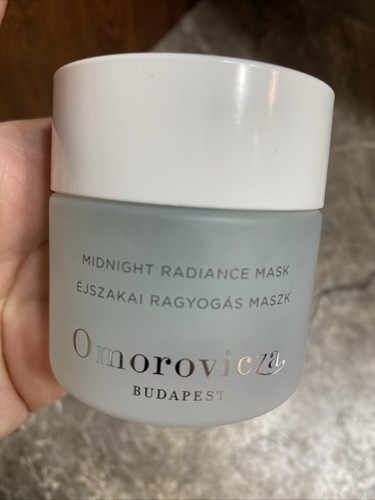 MIDNIGHT RADIANCE MASK
ÉJSZAKAI RAGYOGÁS MASZK
Omorovicza
BUDAPEST